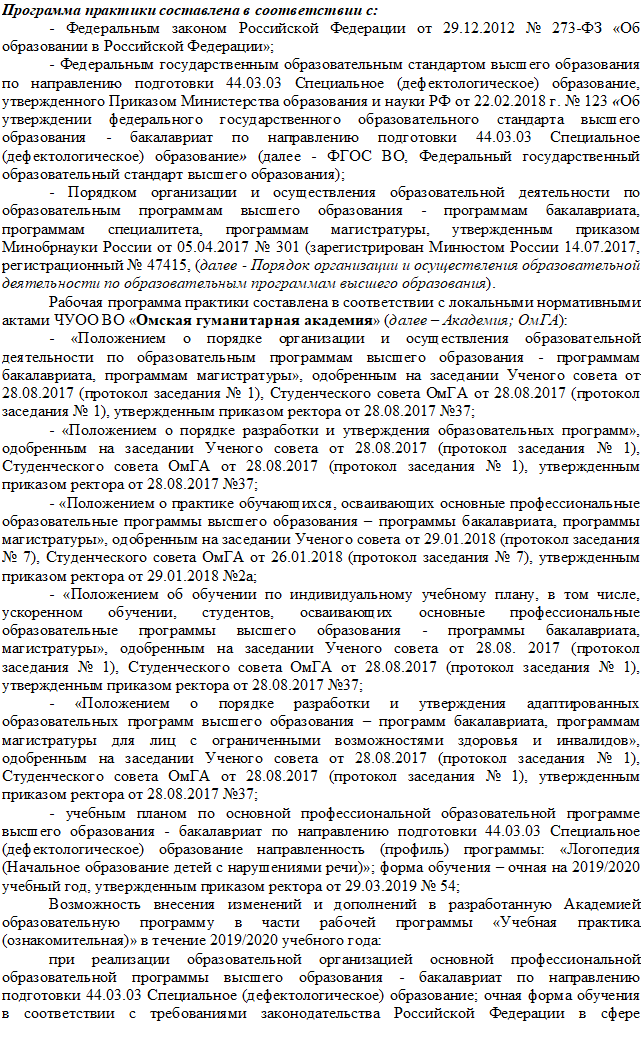 Программа практики составлена в соответствии с:
- Федеральным законом Российской Федерации от 29.12.2012 № 273-ФЗ «Об
образовании в Российской Федерации»;
- Федеральным государственным образовательным стандартом высшего образования
по направлению подготовки 44.03.03 Специальное (дефектологическое) образование,
утвержденного Приказом Министерства образования и науки РФ от 22.02.2018 г. № 123 «Об
утверждении федерального государственного образовательного стандарта высшего
образования - бакалавриат по направлению подготовки 44.03.03 Специальное
(дефектологическое) образование» (далее - ФГОС ВО, Федеральный государственный
образовательный стандарт высшего образования);
- Порядком организации и осуществления образовательной деятельности по
образовательным программам высшего образования - программам бакалавриата,
программам специалитета, программам магистратуры, утвержденным приказом
Минобрнауки России от 05.04.2017 № 301 (зарегистрирован Минюстом России 14.07.2017,
регистрационный № 47415, (далее - Порядок организации и осуществления образовательной
деятельности по образовательным программам высшего образования).
Рабочая программа практики составлена в соответствии с локальными нормативными
актами ЧУОО ВО «Омская гуманитарная академия» (далее – Академия; ОмГА):
- «Положением о порядке организации и осуществления образовательной
деятельности по образовательным программам высшего образования - программам
бакалавриата, программам магистратуры», одобренным на заседании Ученого совета от
28.08.2017 (протокол заседания № 1), Студенческого совета ОмГА от 28.08.2017 (протокол
заседания № 1), утвержденным приказом ректора от 28.08.2017 №37;
- «Положением о порядке разработки и утверждения образовательных программ»,
одобренным на заседании Ученого совета от 28.08.2017 (протокол заседания № 1),
Студенческого совета ОмГА от 28.08.2017 (протокол заседания № 1), утвержденным
приказом ректора от 28.08.2017 №37;
- «Положением о практике обучающихся, осваивающих основные профессиональные
образовательные программы высшего образования – программы бакалавриата, программы
магистратуры», одобренным на заседании Ученого совета от 29.01.2018 (протокол заседания
№ 7), Студенческого совета ОмГА от 26.01.2018 (протокол заседания № 7), утвержденным
приказом ректора от 29.01.2018 №2а;
- «Положением об обучении по индивидуальному учебному плану, в том числе,
ускоренном обучении, студентов, осваивающих основные профессиональные
образовательные программы высшего образования - программы бакалавриата,
магистратуры», одобренным на заседании Ученого совета от 28.08. 2017 (протокол
заседания № 1), Студенческого совета ОмГА от 28.08.2017 (протокол заседания № 1),
утвержденным приказом ректора от 28.08.2017 №37;
- «Положением о порядке разработки и утверждения адаптированных
образовательных программ высшего образования – программ бакалавриата, программам
магистратуры для лиц с ограниченными возможностями здоровья и инвалидов»,
одобренным на заседании Ученого совета от 28.08.2017 (протокол заседания № 1),
Студенческого совета ОмГА от 28.08.2017 (протокол заседания № 1), утвержденным
приказом ректора от 28.08.2017 №37;
- учебным планом по основной профессиональной образовательной программе
высшего образования - бакалавриат по направлению подготовки 44.03.03 Специальное
(дефектологическое) образование направленность (профиль) программы: «Логопедия
(Начальное образование детей с нарушениями речи)»; форма обучения – очная на 2019/2020
учебный год, утвержденным приказом ректора от 29.03.2019 № 54;
Возможность внесения изменений и дополнений в разработанную Академией
образовательную программу в части рабочей программы «Учебная практика
(ознакомительная)» в течение 2019/2020 учебного года:
при реализации образовательной организацией основной профессиональной
образовательной программы высшего образования - бакалавриат по направлению
подготовки 44.03.03 Специальное (дефектологическое) образование; очная форма обучения
в соответствии с требованиями законодательства Российской Федерации в сфере